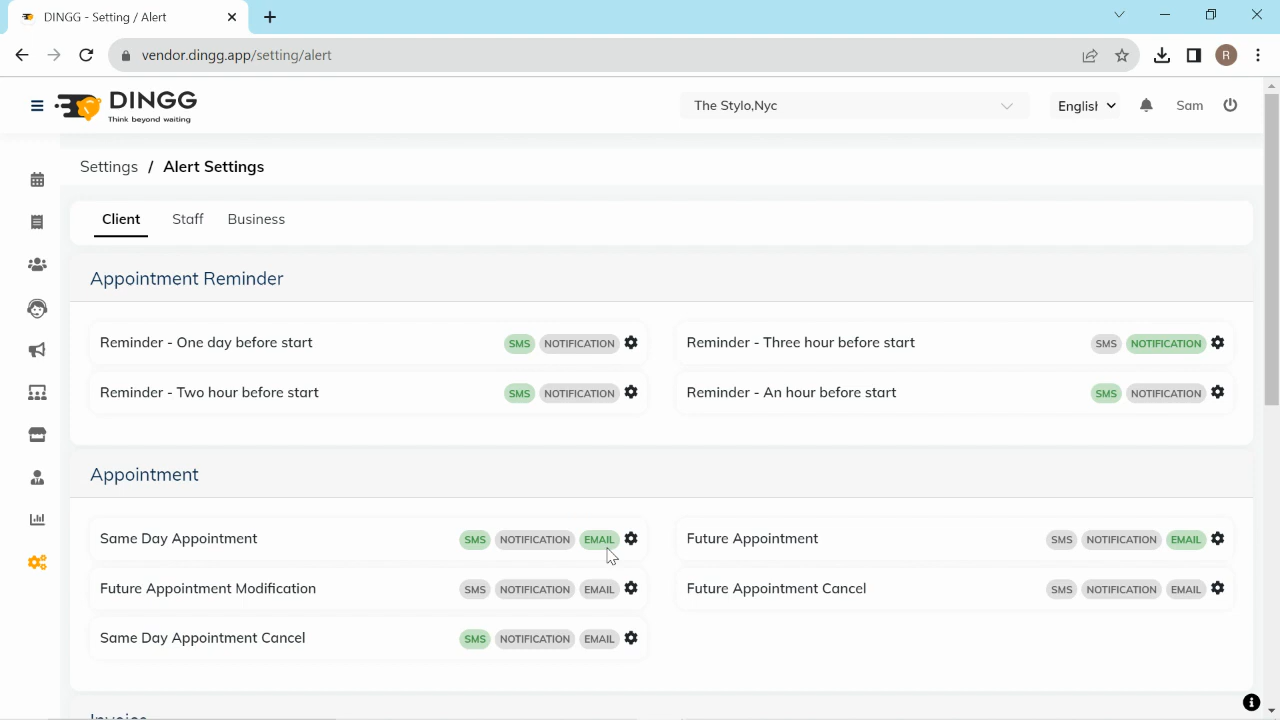 DINGG - Setting / Alert
vendor.dingg.app/setting/alert
R
DINGG
Think beyond waiting
The Stylo,Nyc
English
Sam
Settings / Alert Settings
Client Staff Business
Appointment Reminder
Reminder - One day before start SMS NOTIFICATION
Reminder - Three hour before start SMS NOTIFICATION
Reminder - Two hour before start SMS NOTIFICATION
Reminder - An hour before start SMS NOTIFICATION
Appointment
Same Day Appointment SMS NOTIFICATION EMAIL
Future Appointment SMS NOTIFICATION EMAIL
Future Appointment Modification SMS NOTIFICATION EMAIL
Future Appointment Cancel SMS NOTIFICATION EMAIL
Same Day Appointment Cancel SMS NOTIFICATION EMAIL
Invoice